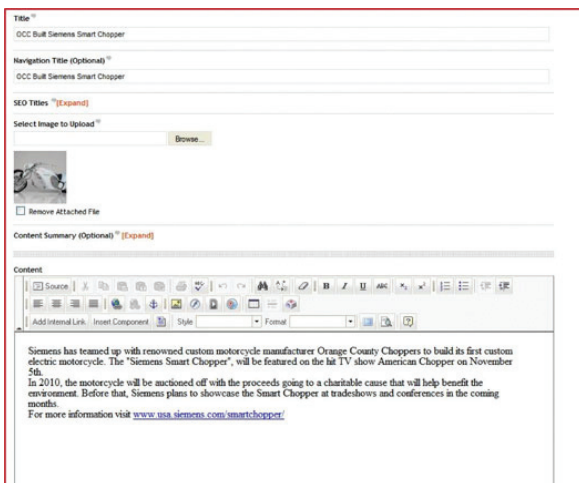 Title
OCC Built Siemens Smart Chopper
Navigation Title (Optional)
OCC Built Siemens Smart Chopper
SEO Titles [Expand]
Select Image to Upload
Browse...
Remove Attached File
Content Summary (Optional) [Expand]
Content
Source B I U ABC x₂ x²
Add Internal Link Insert Component Style Format
Siemens has teamed up with renowned custom motorcycle manufacturer Orange County Choppers to build its first custom
electric motorcycle. The "Siemens Smart Chopper", will be featured on the hit TV show American Chopper on November
5th.
In 2010, the motorcycle will be auctioned off with the proceeds going to a charitable cause that will help benefit the
environment. Before that, Siemens plans to showcase the Smart Chopper at tradeshows and conferences in the coming
months.
For more information visit www.usa.siemens.com/smartchopper/